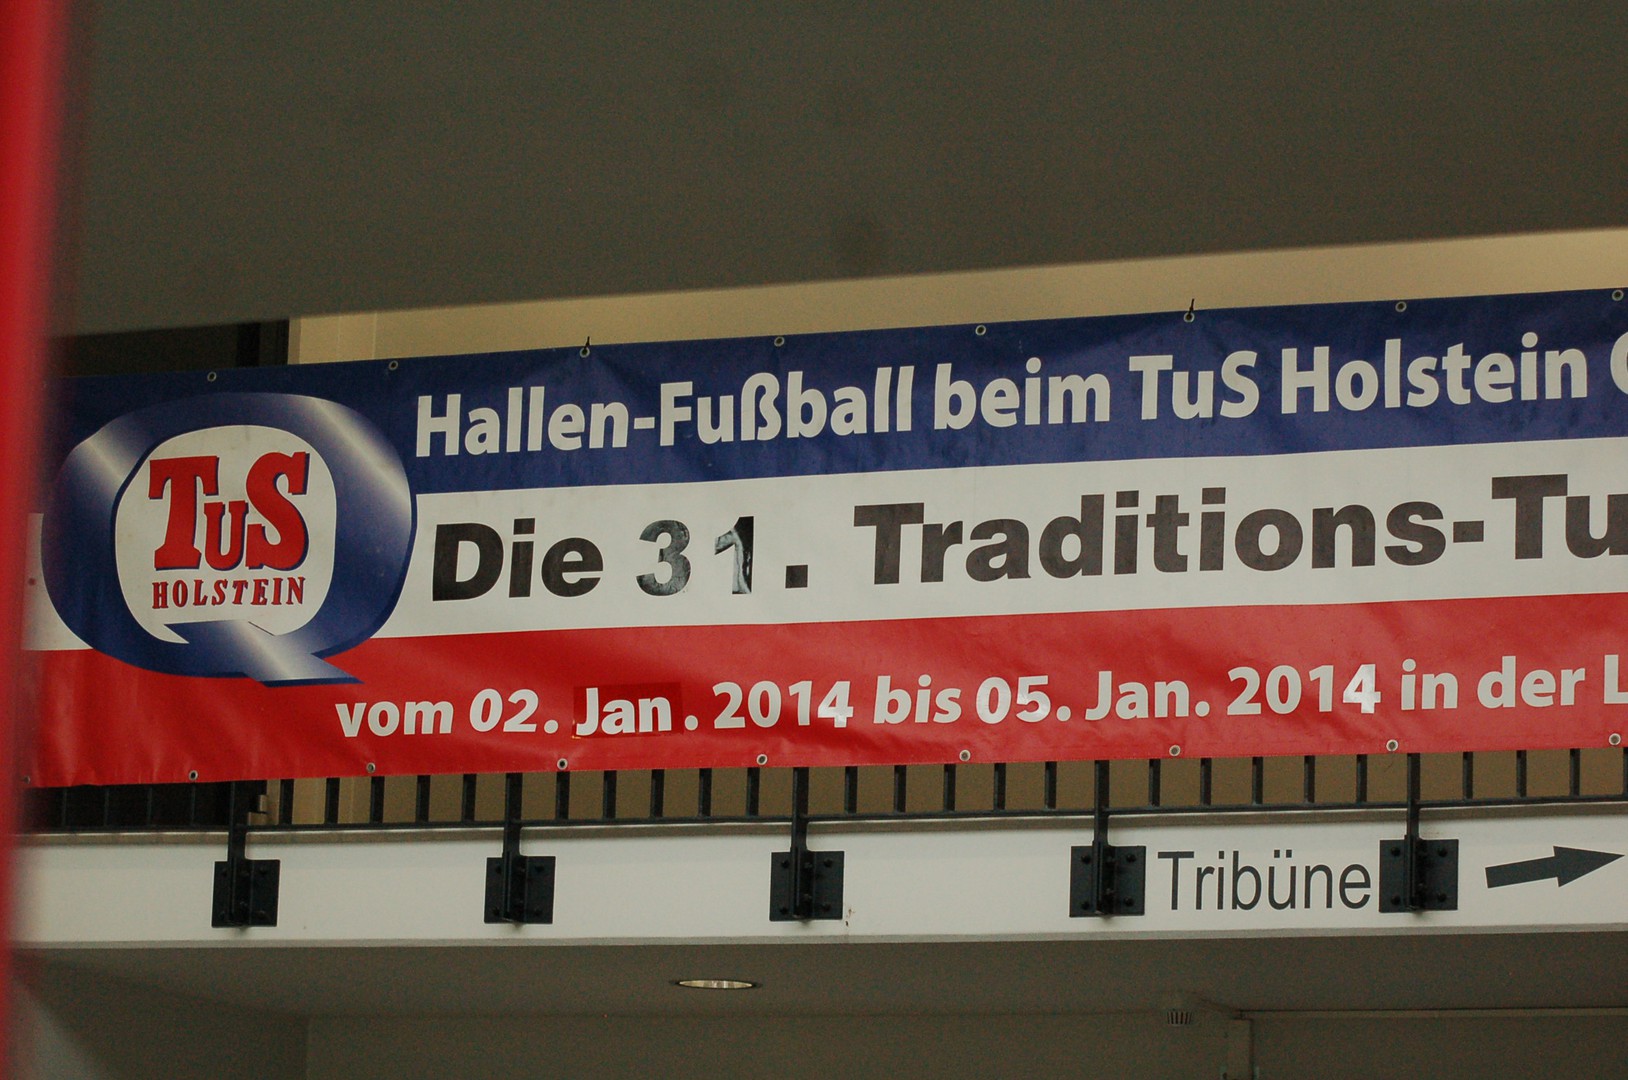 TuS
HOLSTEIN
Hallen-Fußball beim TuS Holstein
Die 31. Traditions-Tu
vom 02. Jan. 2014 bis 05. Jan. 2014 in der L
Tribüne